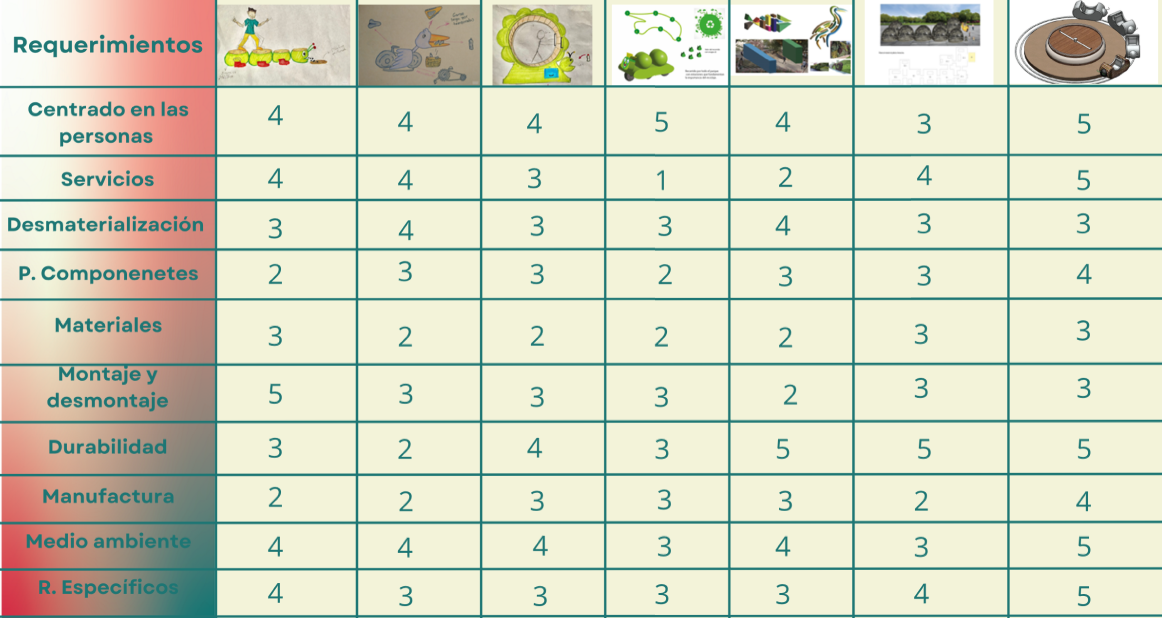 Requerimientos
Centrado en las
personas
4 4 4 5 4 3 5
Servicios
4 4 3 1 2 4 5
Desmaterialización
3 4 3 3 4 3 3
P. Componenetes
2 3 3 2 3 3 4
Materiales
3 2 2 2 2 3 3
Montaje y
desmontaje
5 3 3 3 2 3 3
Durabilidad
3 2 4 3 5 5 5
Manufactura
2 2 3 3 3 2 4
Medio ambiente
4 4 4 3 4 3 5
R. Específicos
4 3 3 3 3 4 5